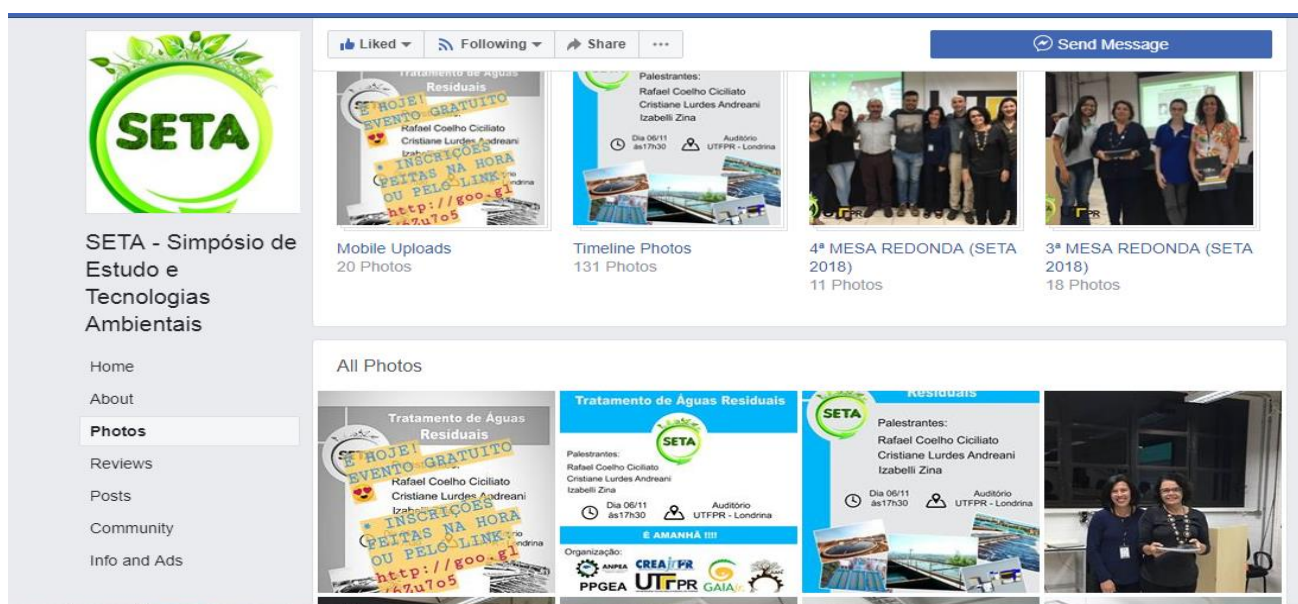 SETA
SETA - Simpósio de
Estudo e
Tecnologias
Ambientais
Home
About
Photos
Reviews
Posts
Community
Info and Ads
Liked
Following
Share
Send Message
Tratamento de Águas
Residuais
É HOJE!
EVENTO GRATUITO
Rafael Coelho Ciciliato
Cristiane Lurdes Andreani
* INSCRIÇÕES
FEITAS NA HORA
OU PELO LINK:
http://goo.gl
/6Zu7o5
Mobile Uploads
20 Photos
Palestrantes:
Rafael Coelho Ciciliato
Cristiane Lurdes Andreani
Izabelli Zina
Dia 06/11
às17h30
Auditório
UTFPR - Londrina
Timeline Photos
131 Photos
UTFPR
4ª MESA REDONDA (SETA
2018)
11 Photos
3ª MESA REDONDA (SETA
2018)
18 Photos
All Photos
Tratamento de Águas
Residuais
É HOJE!
EVENTO GRATUITO
Rafael Coelho Ciciliato
Cristiane Lurdes Andreani
* INSCRIÇÕES
FEITAS NA HORA
OU PELO LINK:
http://goo.gl
/6Zu7o5
Tratamento de Águas Residuais
SETA
Palestrantes:
Rafael Coelho Ciciliato
Cristiane Lurdes Andreani
Izabelli Zina
Dia 06/11
às17h30
Auditório
UTFPR - Londrina
É AMANHÃ !!!!
Organização:
ANPEA
CREAjrPR
PPGEA
UTFPR
GAIAjr.
Residuais
SETA
Palestrantes:
Rafael Coelho Ciciliato
Cristiane Lurdes Andreani
Izabelli Zina
Dia 06/11
às17h30
Auditório
UTFPR - Londrina